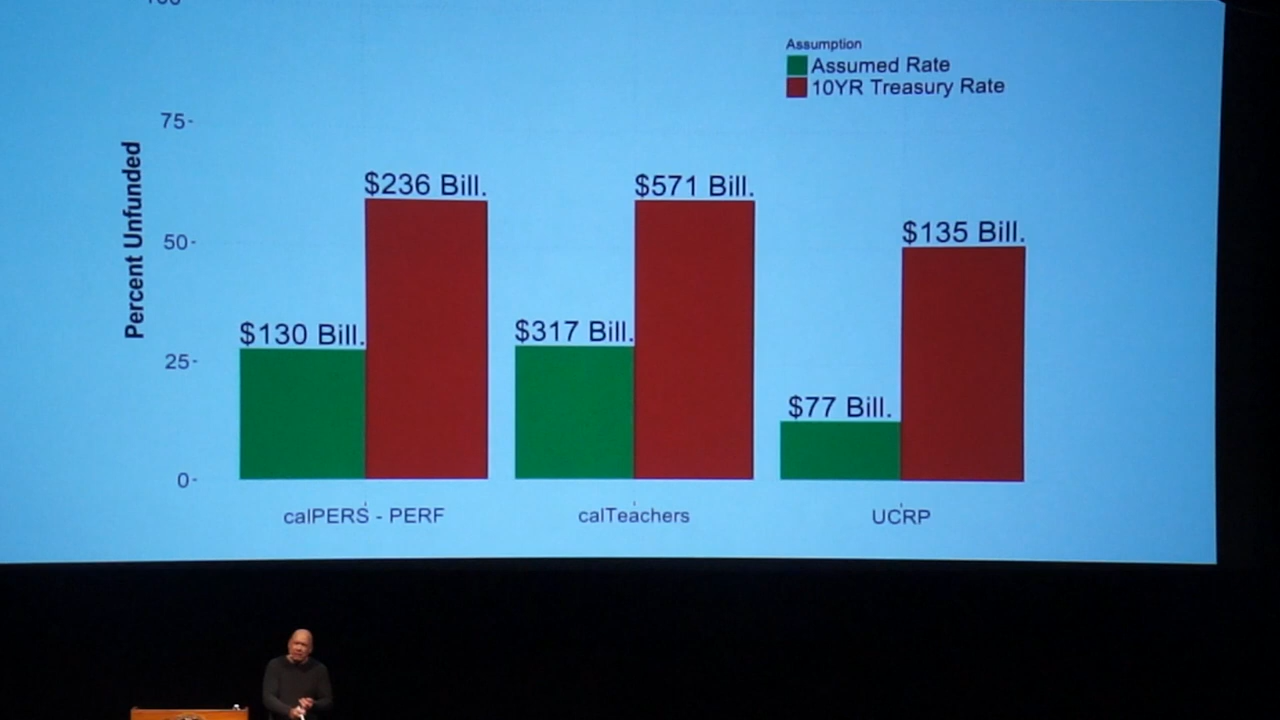 Assumption
Assumed Rate
10YR Treasury Rate
Percent Unfunded
75-
50-
25-
0-
$236 Bill.
$571 Bill.
$135 Bill.
$130 Bill.
$317 Bill.
$77 Bill.
calPERS - PERF
calTeachers
UCRP